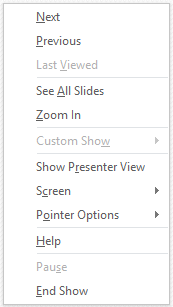 Next
Previous
Last Viewed
See All Slides
Zoom In
Custom Show
Show Presenter View
Screen
Pointer Options
Help
Pause
End Show